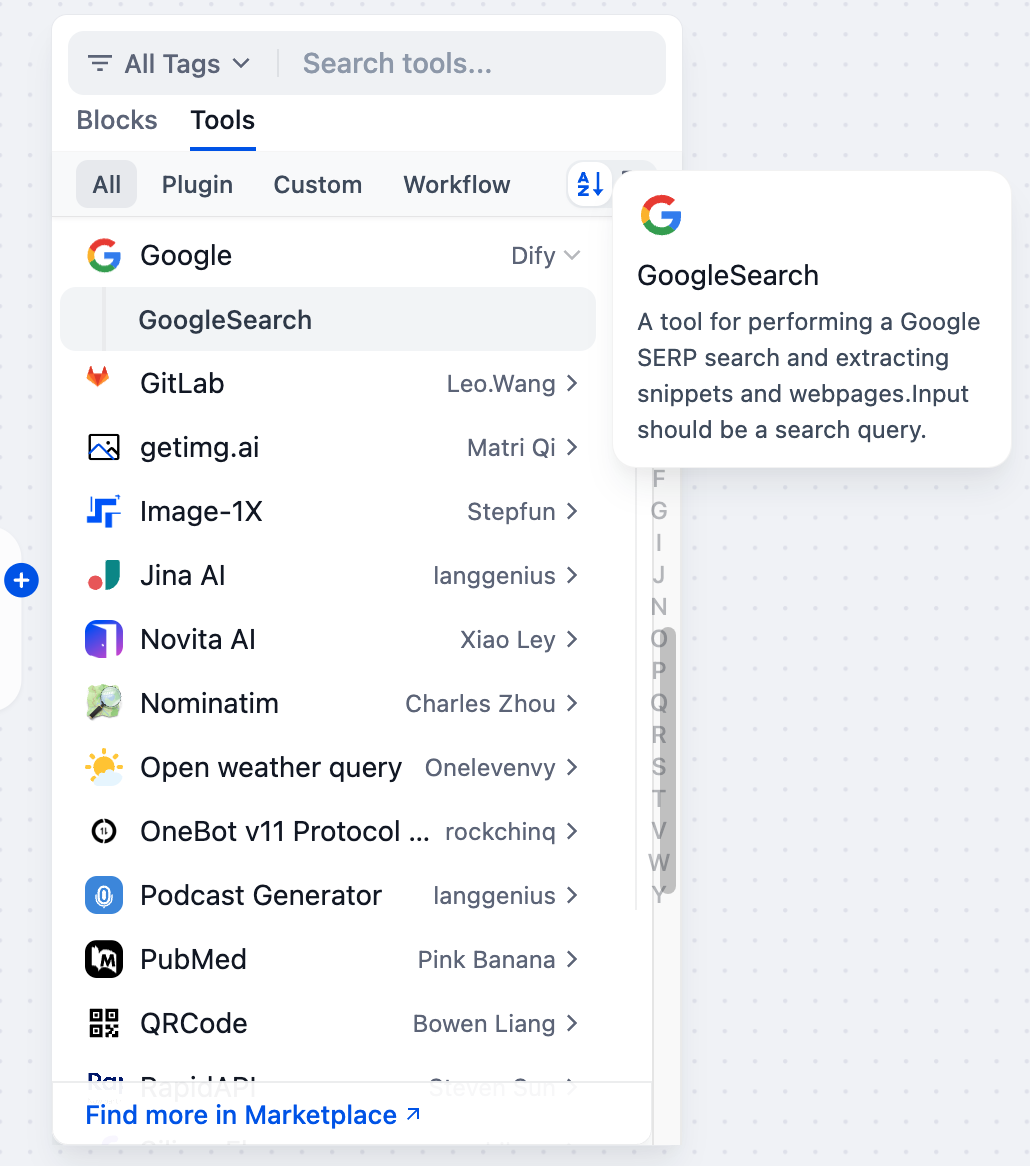 All Tags
Search tools...
Blocks
Tools
All
Plugin
Custom
Workflow
Google
Dify
GoogleSearch
GoogleSearch
A tool for performing a Google
SERP search and extracting
snippets and webpages.Input
should be a search query.
GitLab
Leo.Wang
getimg.ai
Matri Qi
Image-1X
Stepfun
Jina AI
langgenius
Novita AI
Xiao Ley
Nominatim
Charles Zhou
Open weather query
Onelevenvy
OneBot v11 Protocol ...
rockchinq
Podcast Generator
langgenius
PubMed
Pink Banana
QRCode
Bowen Liang
RapidAPI
Steven Sun
Find more in Marketplace
F
G
I
J
N
O
P
Q
R
S
T
V
W
Y